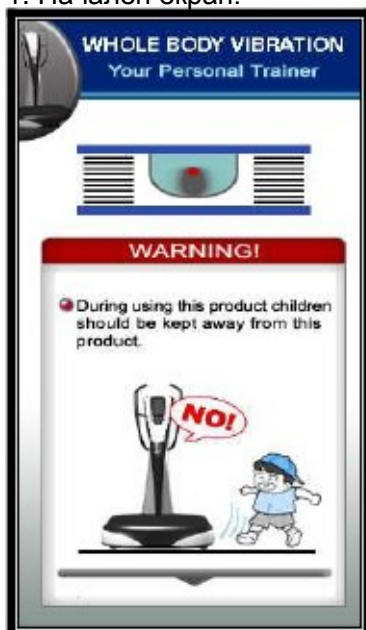 1. Начален екран:
WHOLE BODY VIBRATION
Your Personal Trainer
WARNING!
During using this product children
should be kept away from this
product.
NO!